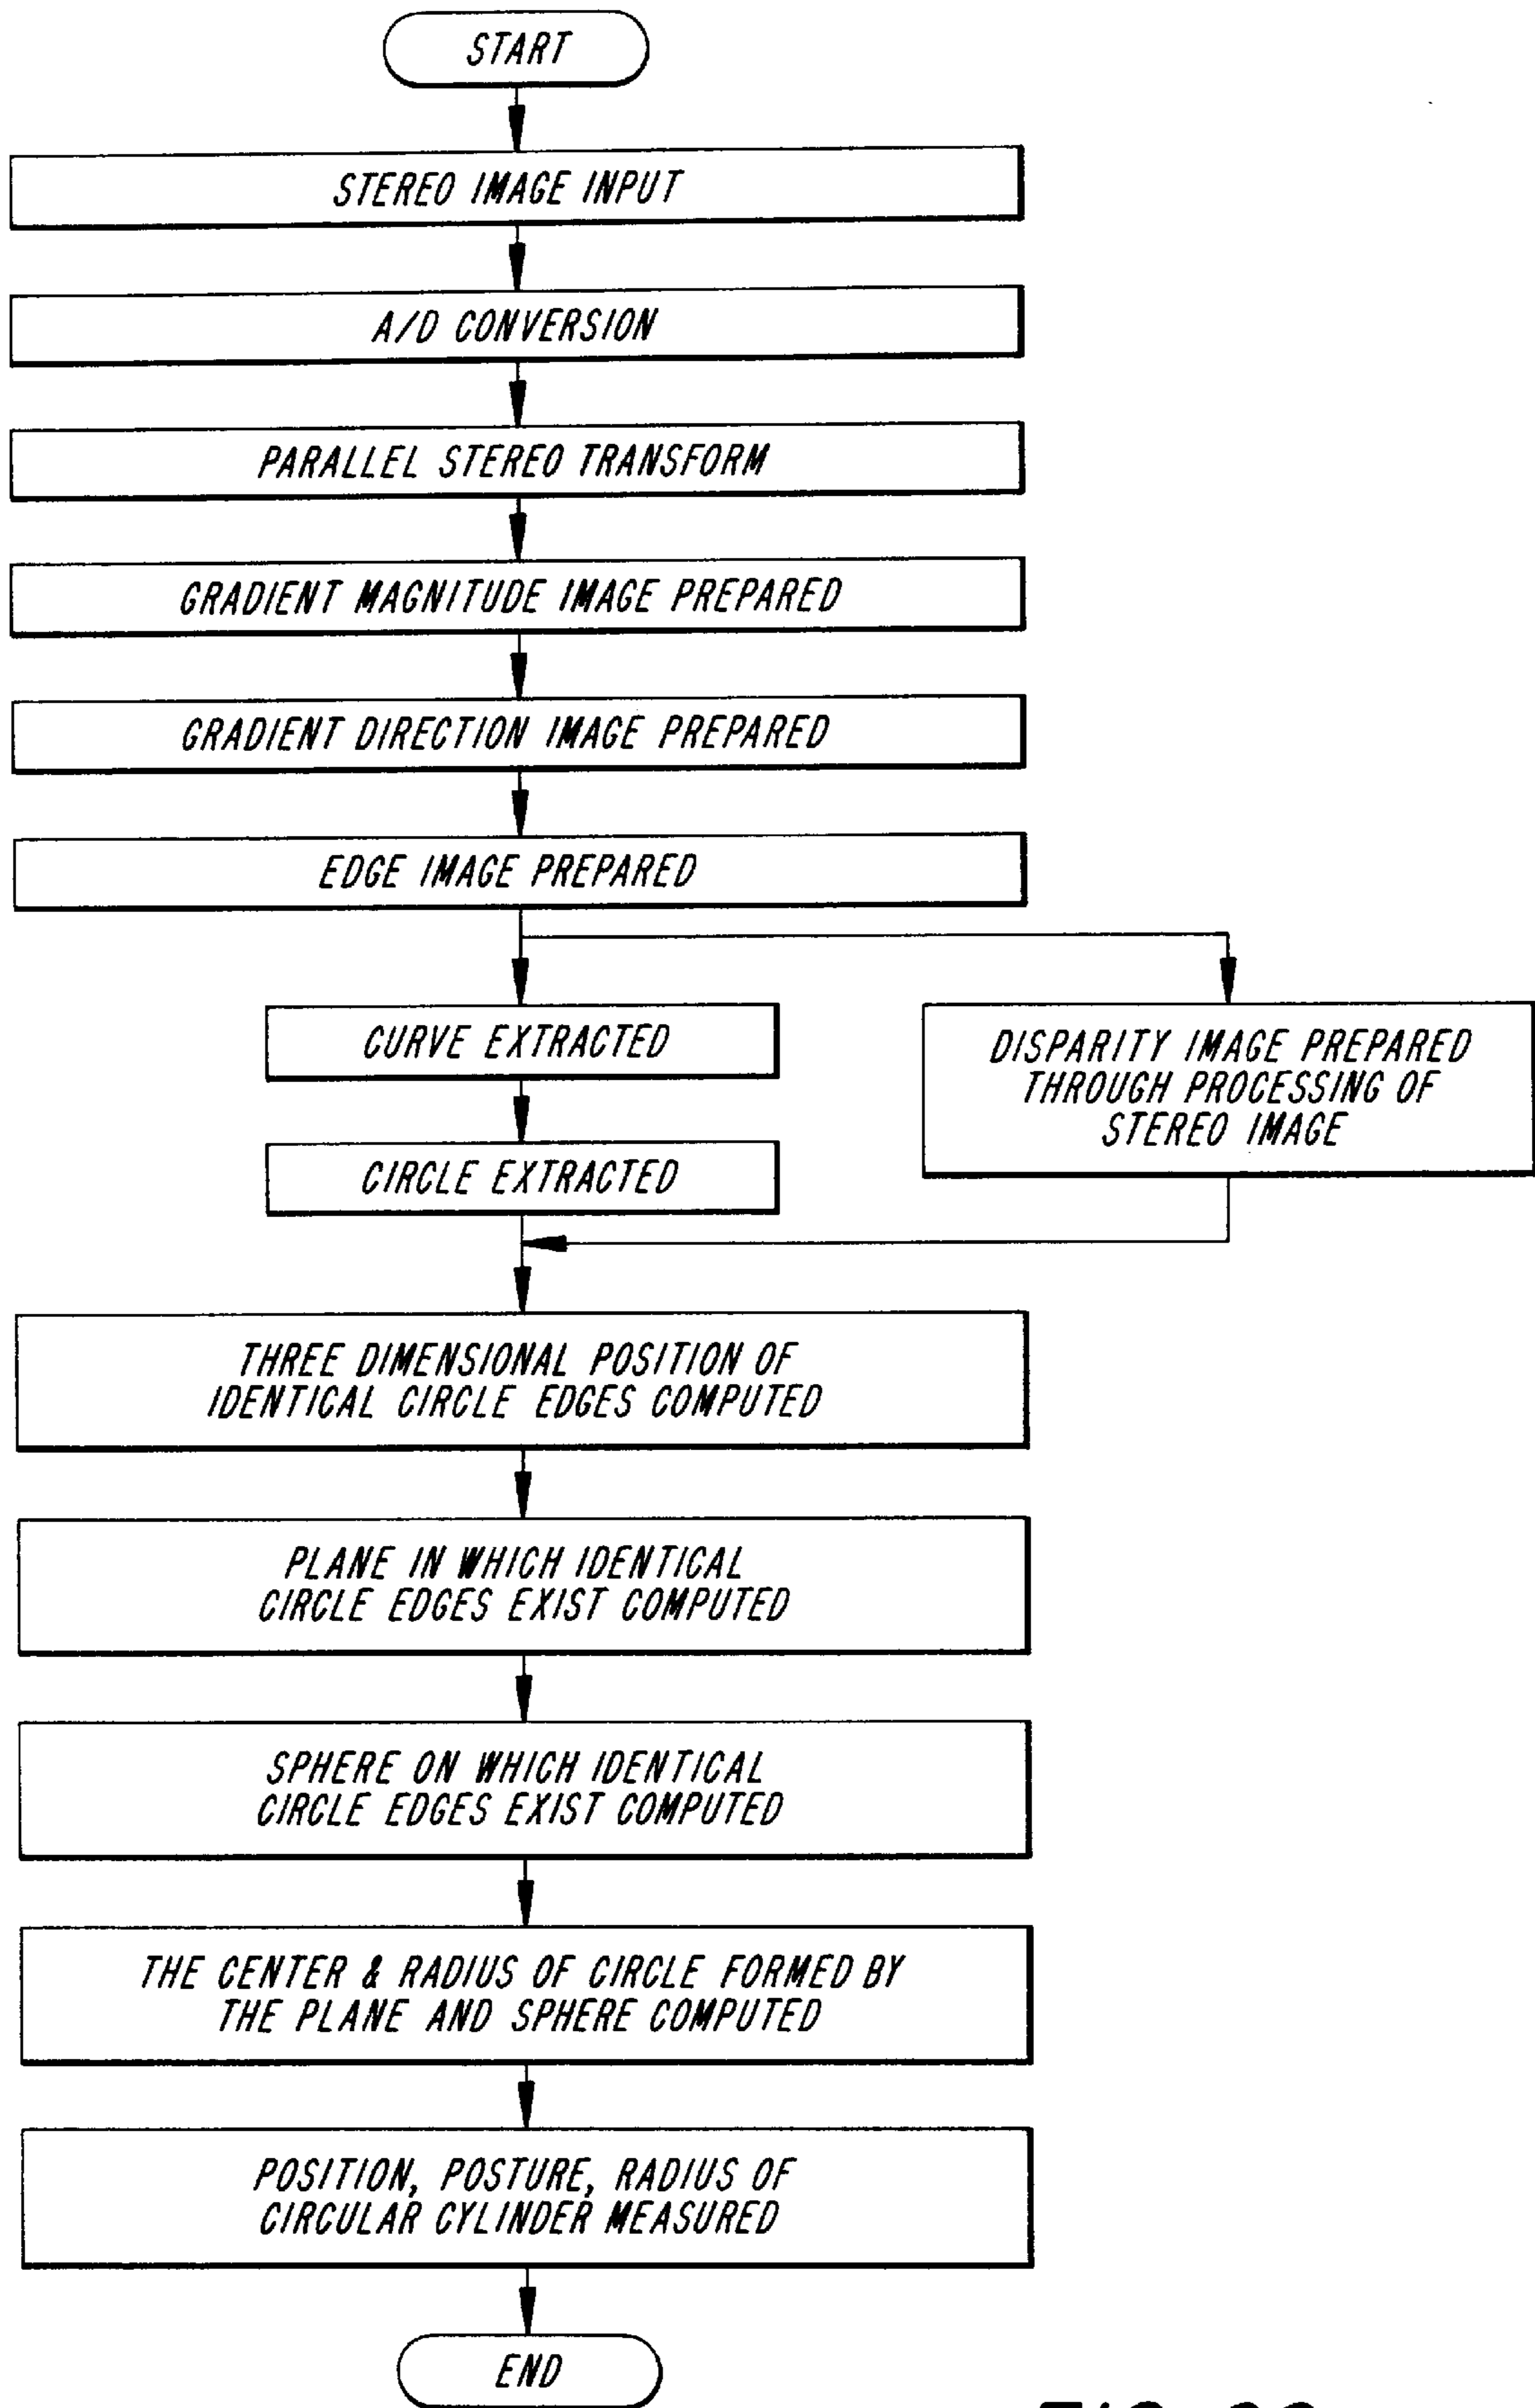 START
STEREO IMAGE INPUT
A/D CONVERSION
PARALLEL STEREO TRANSFORM
GRADIENT MAGNITUDE IMAGE PREPARED
GRADIENT DIRECTION IMAGE PREPARED
EDGE IMAGE PREPARED
CURVE EXTRACTED
CIRCLE EXTRACTED
DISPARITY IMAGE PREPARED
THROUGH PROCESSING OF
STEREO IMAGE
THREE DIMENSIONAL POSITION OF
IDENTICAL CIRCLE EDGES COMPUTED
PLANE IN WHICH IDENTICAL
CIRCLE EDGES EXIST COMPUTED
SPHERE ON WHICH IDENTICAL
CIRCLE EDGES EXIST COMPUTED
THE CENTER & RADIUS OF CIRCLE FORMED BY
THE PLANE AND SPHERE COMPUTED
POSITION, POSTURE, RADIUS OF
CIRCULAR CYLINDER MEASURED
END